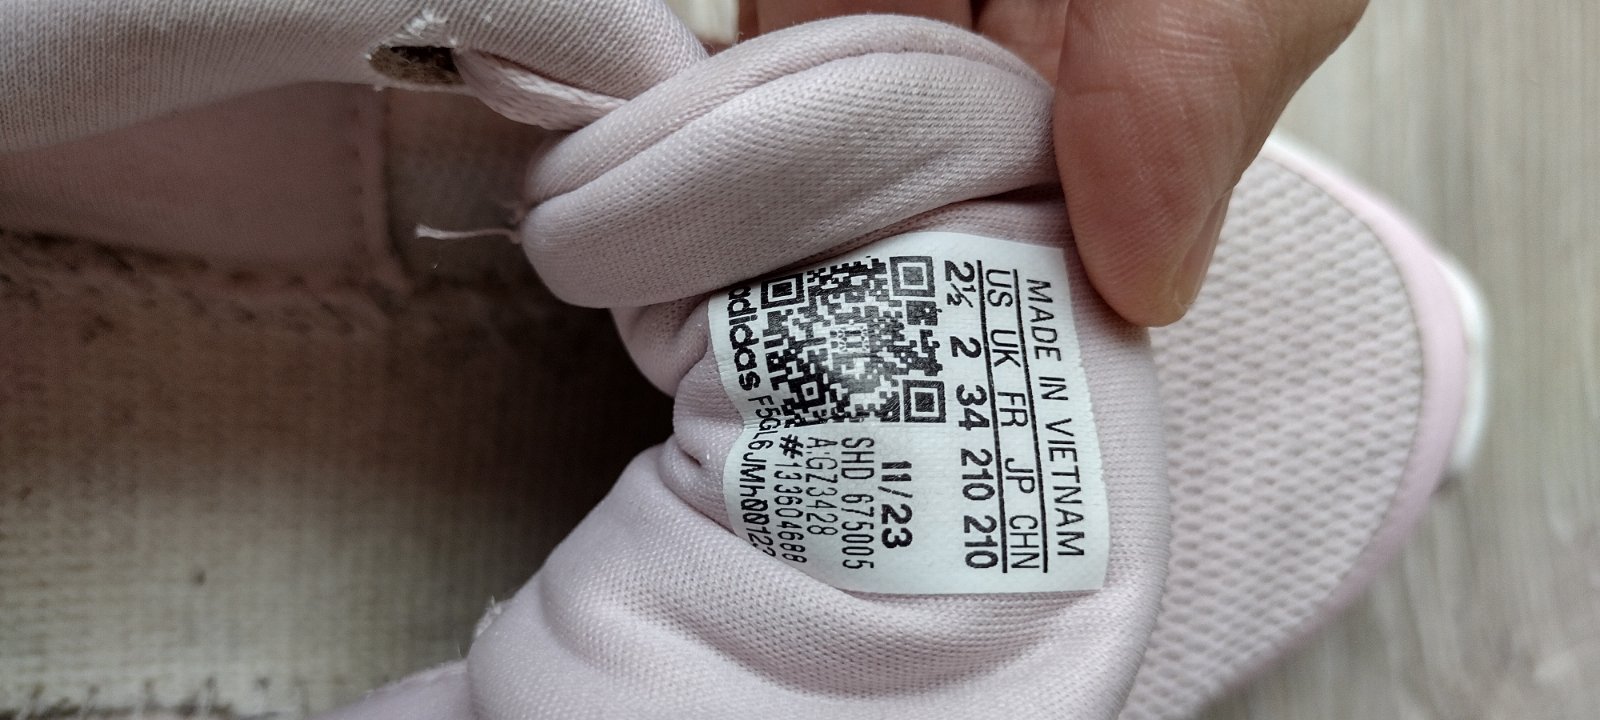 MADE IN VIETNAM
US UK FR JP CHN
2½ 2 34 210 210
11/23
SHD 675005
A:GZ3428
#133604688
adidas